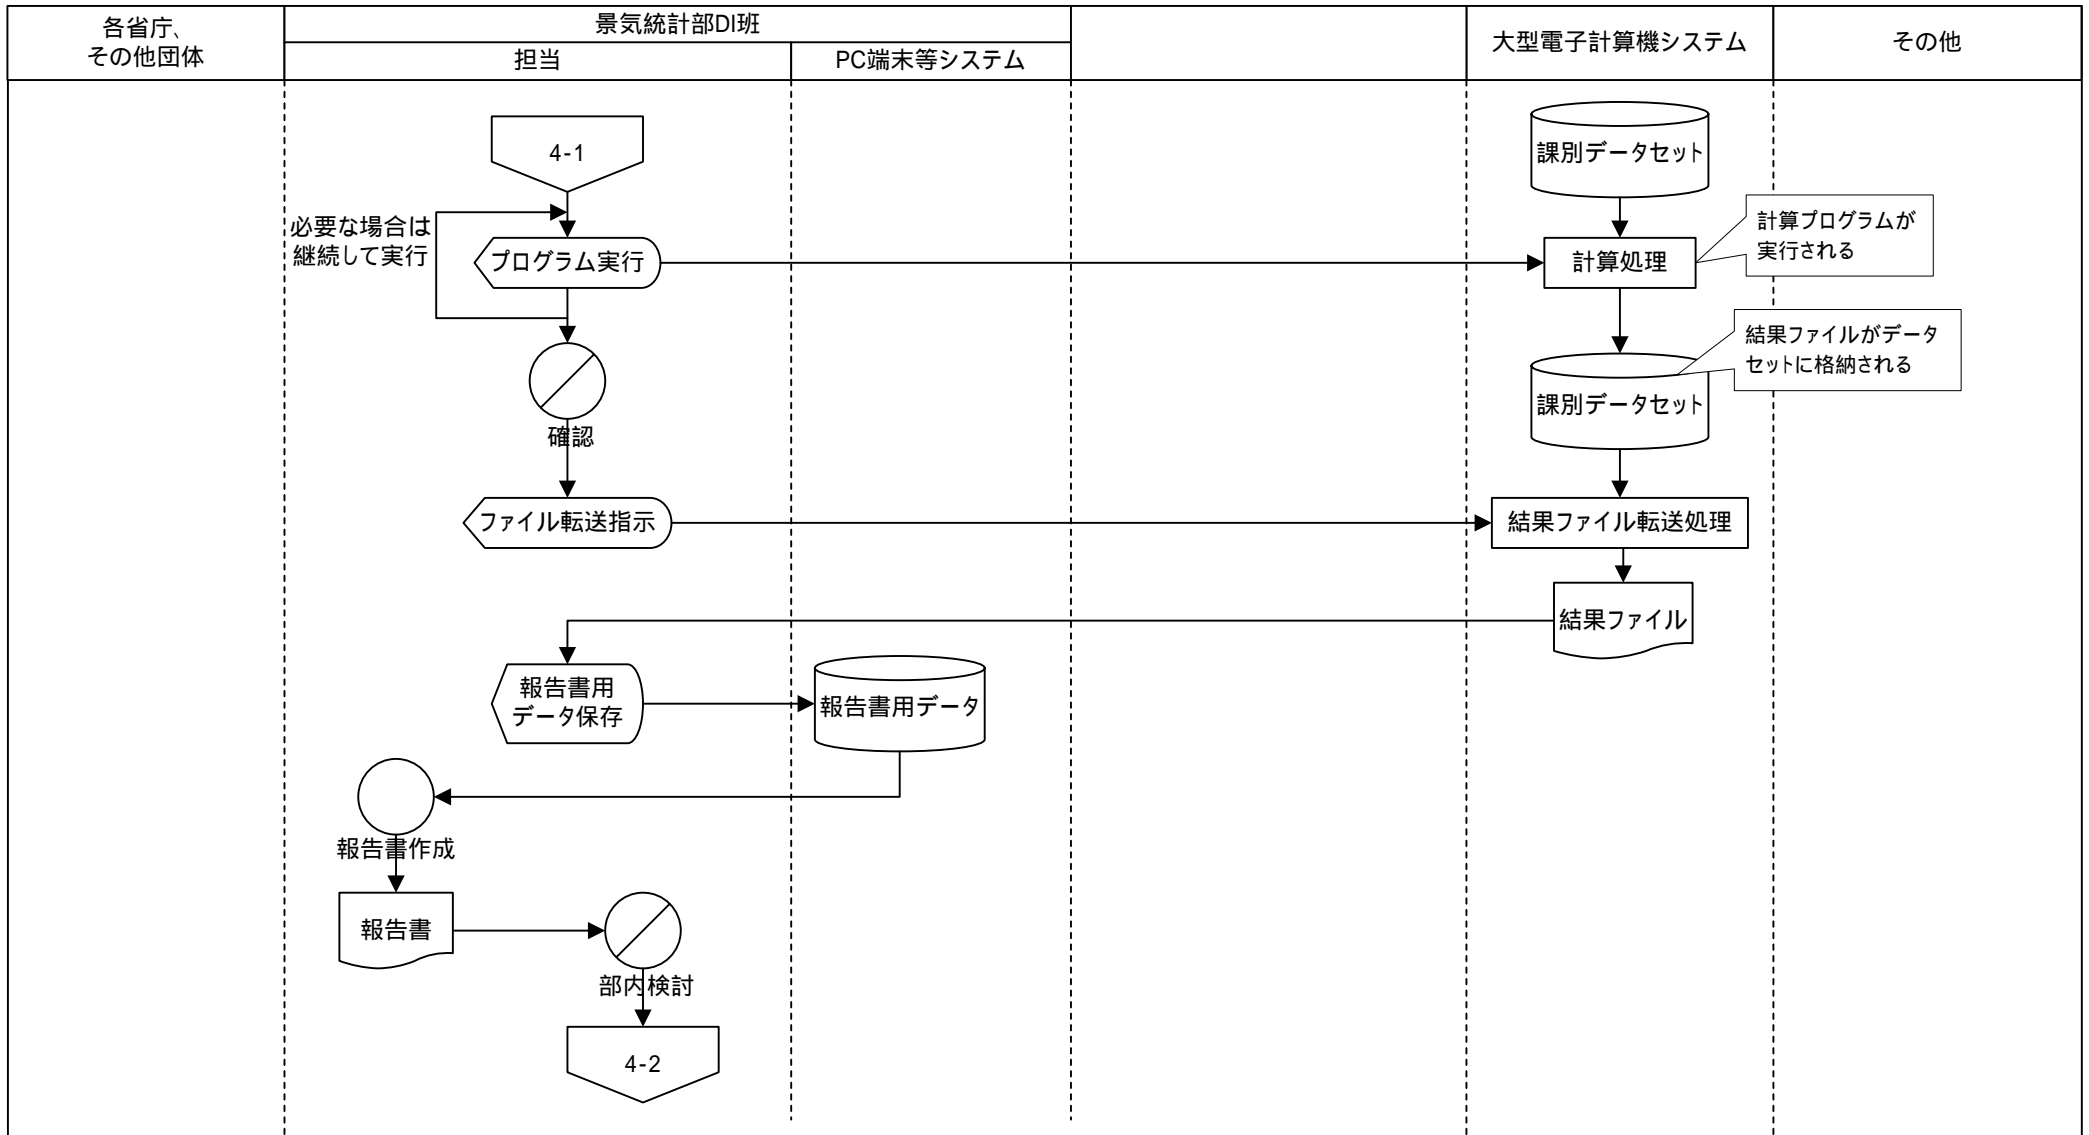 各省庁、
その他団体
景気統計部DI班
担当
PC端末等システム
大型電子計算機システム
その他
4-1
課別データセット
必要な場合は
継続して実行
プログラム実行
計算処理
計算プログラムが
実行される
結果ファイルがデータ
セットに格納される
課別データセット
確認
ファイル転送指示
結果ファイル転送処理
結果ファイル
報告書用
データ保存
報告書用データ
報告書作成
報告書
部内検討
4-2